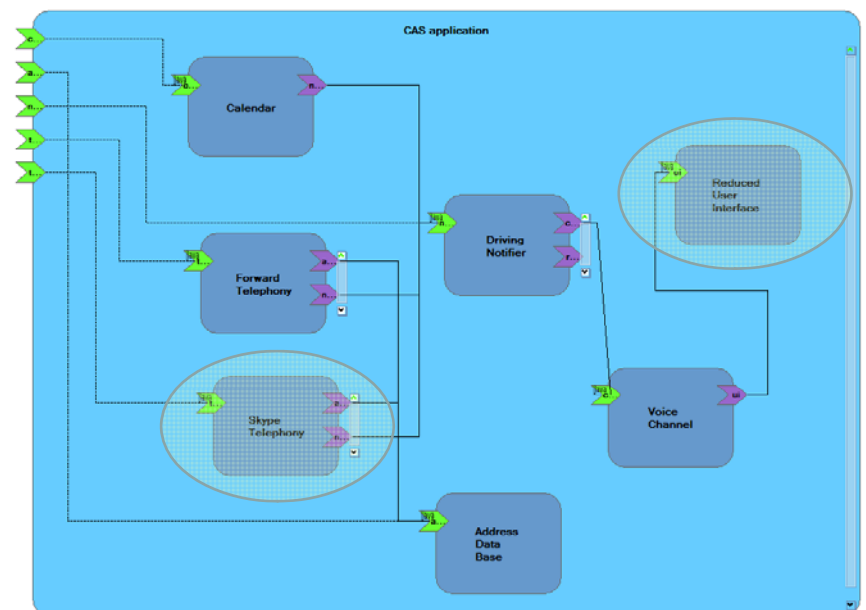 CAS application
c...
a...
n...
t...
t...
Calendar
n...
Reduced
User
Interface
ui
n...
Driving
Notifier
c...
r...
Forward
Telephony
a...
n...
Skype
Telephony
a...
n...
c
Voice
Channel
ui
a...
Address
Data
Base